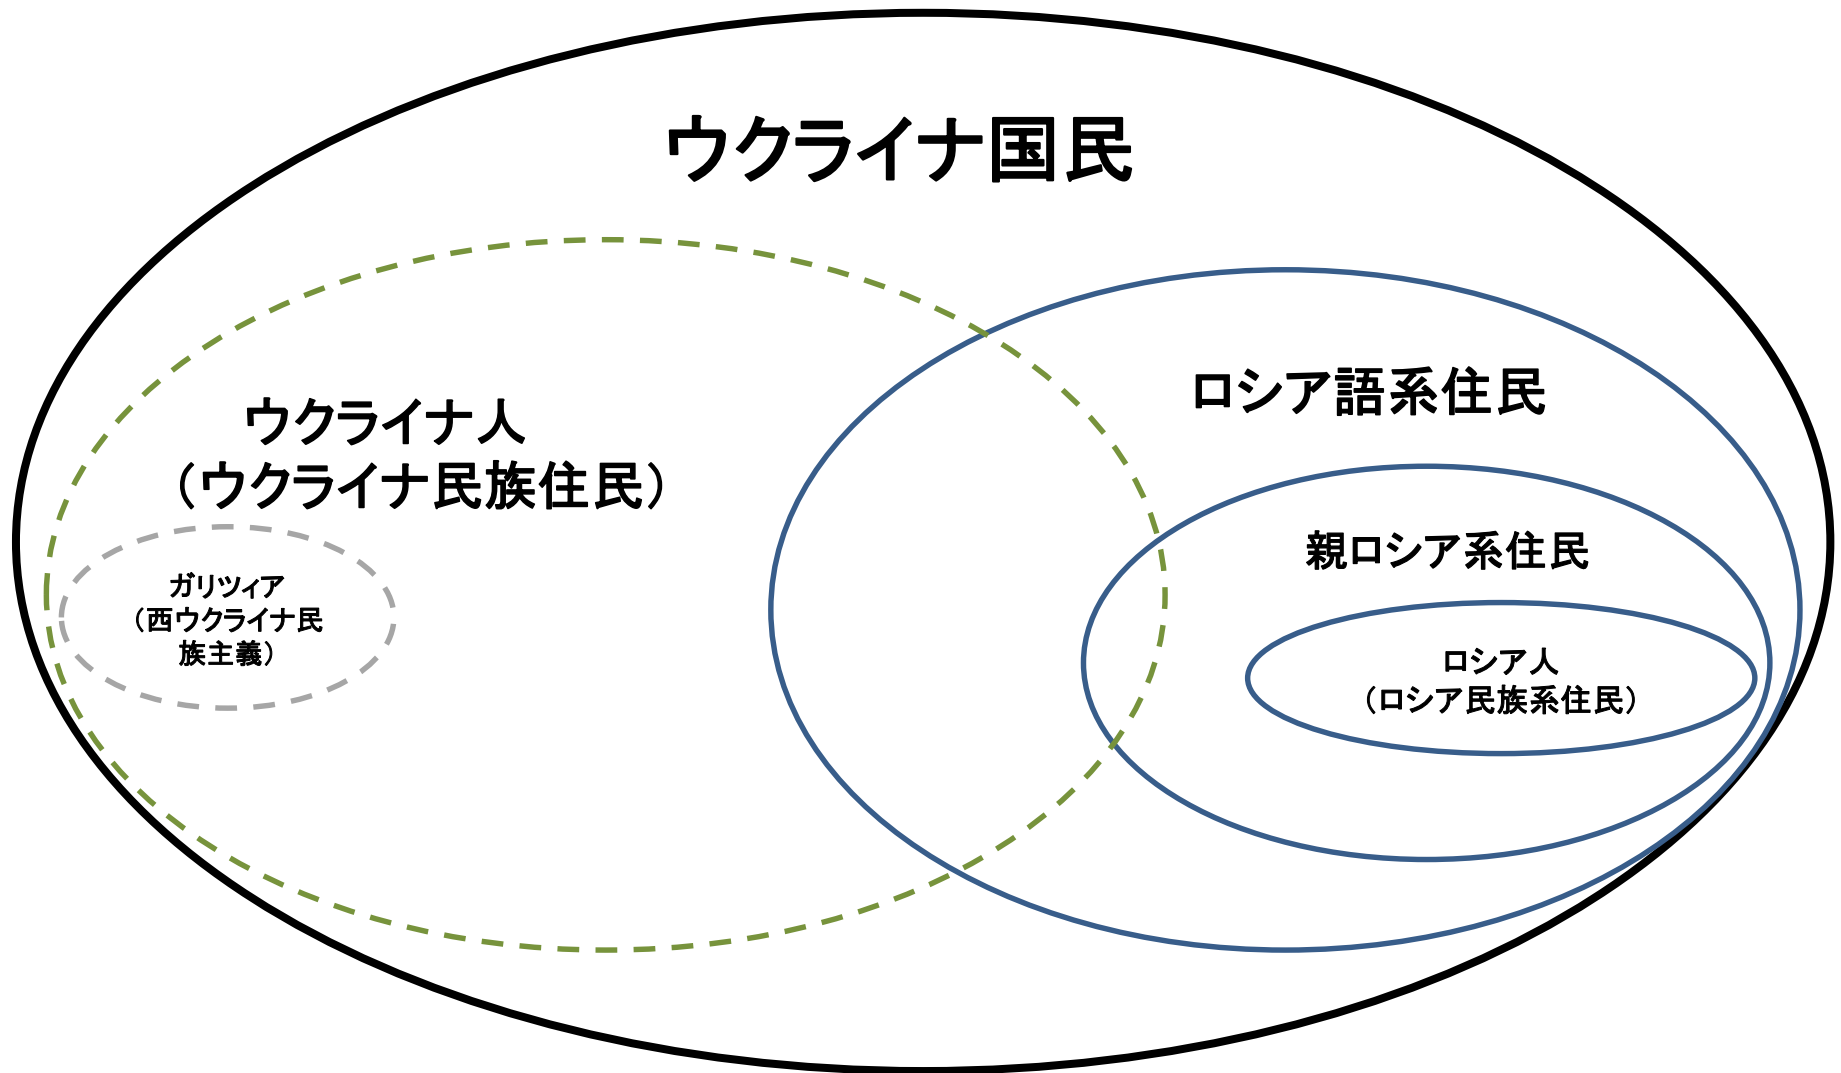 ウクライナ国民
ロシア語系住民
ウクライナ人
（ウクライナ民族住民）
親ロシア系住民
ガリツィア
（西ウクライナ民
族主義）
ロシア人
（ロシア民族系住民）